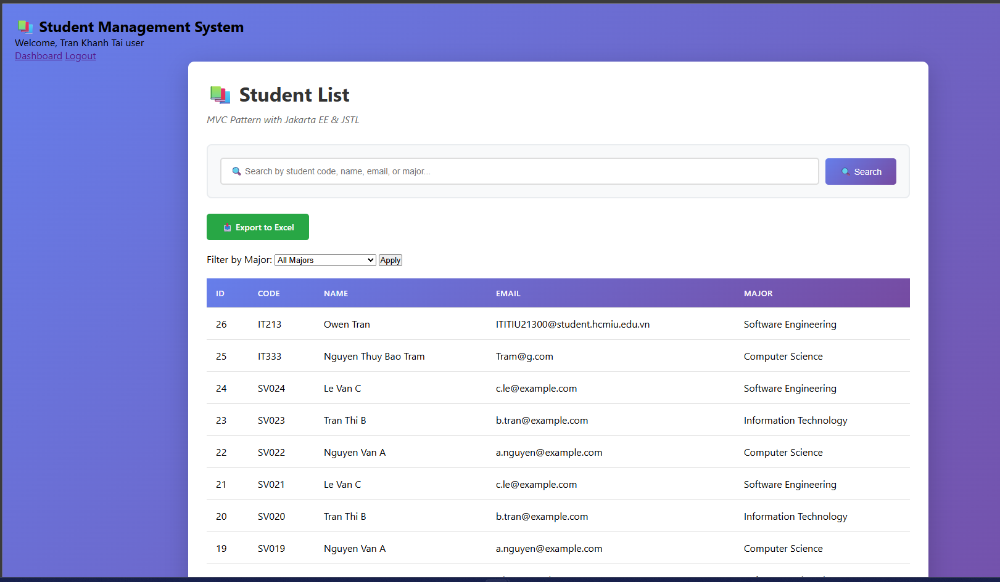 Student Management System
Welcome, Tran Khanh Tai user
Dashboard Logout
Student List
MVC Pattern with Jakarta EE & JSTL
Search by student code, name, email, or major... Search
Export to Excel
Filter by Major: All Majors Apply
ID CODE NAME EMAIL MAJOR
26 IT213 Owen Tran ITITIU21300@student.hcmiu.edu.vn Software Engineering
25 IT333 Nguyen Thuy Bao Tram Tram@g.com Computer Science
24 SV024 Le Van C c.le@example.com Software Engineering
23 SV023 Tran Thi B b.tran@example.com Information Technology
22 SV022 Nguyen Van A a.nguyen@example.com Computer Science
21 SV021 Le Van C c.le@example.com Software Engineering
20 SV020 Tran Thi B b.tran@example.com Information Technology
19 SV019 Nguyen Van A a.nguyen@example.com Computer Science